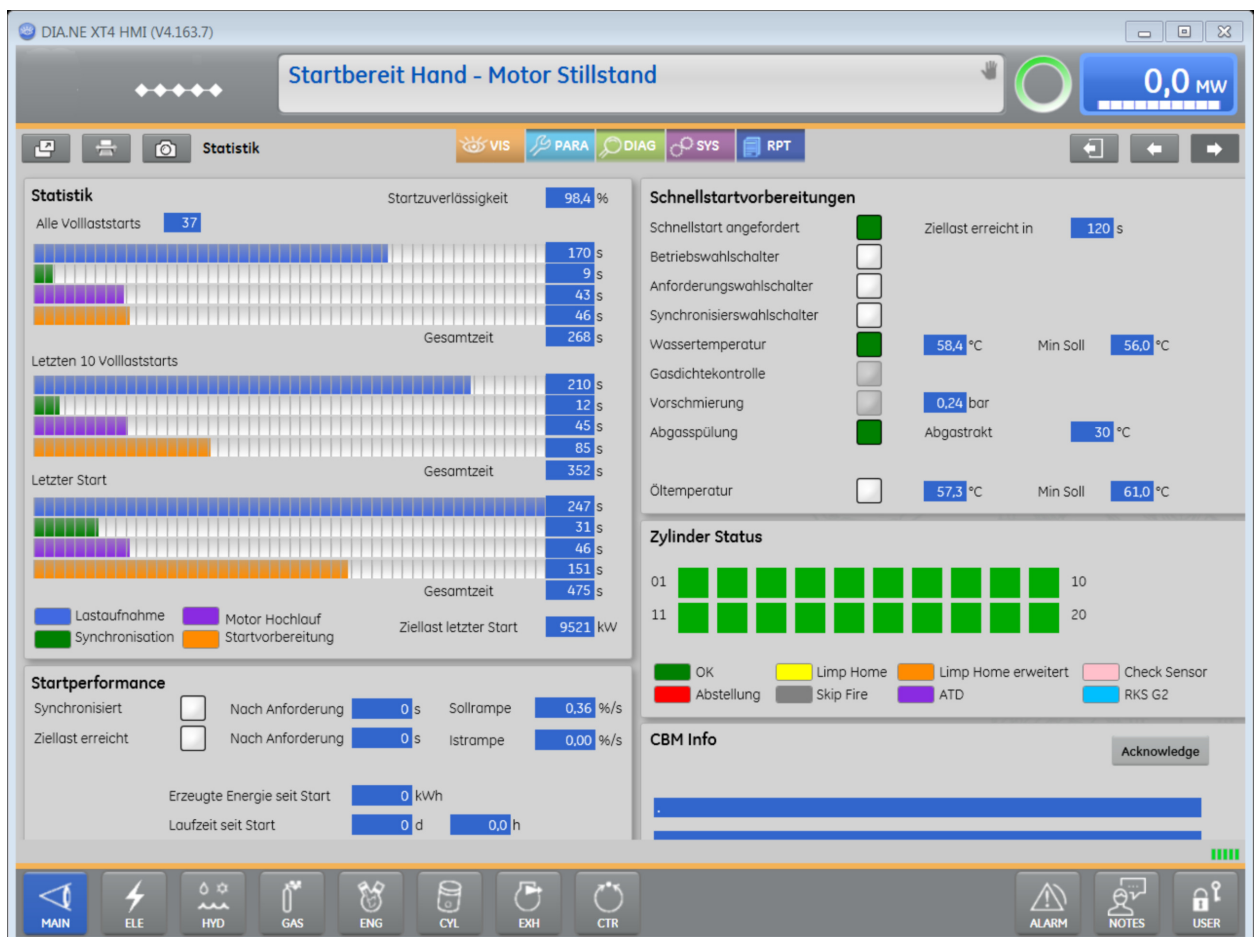 DIA.NE XT4 HMI (V4.163.7)
Startbereit Hand - Motor Stillstand
0,0 MW
Statistik
VIS PARA DIAG SYS RPT
Statistik
Startzuverlässigkeit 98,4 %
Alle Volllaststarts 37
170 s
9 s
43 s
46 s
Gesamtzeit 268 s
Letzten 10 Volllaststarts
210 s
12 s
45 s
85 s
Gesamtzeit 352 s
Letzter Start
247 s
31 s
46 s
151 s
Gesamtzeit 475 s
Lastaufnahme Motor Hochlauf
Synchronisation Startvorbereitung
Ziellast letzter Start 9521 kW
Startperformance
Synchronisiert Nach Anforderung 0 s Sollrampe 0,36 %/s
Ziellast erreicht Nach Anforderung 0 s Istrampe 0,00 %/s
Erzeugte Energie seit Start 0 kWh
Laufzeit seit Start 0 d 0,0 h
Schnellstartvorbereitungen
Schnellstart angefordert Ziellast erreicht in 120 s
Betriebswahlschalter
Anforderungswahlschalter
Synchronisierswahlschalter
Wassertemperatur 58,4 °C Min Soll 56,0 °C
Gasdichtekontrolle
Vorschmierung 0,24 bar
Abgasspülung Abgastrakt 30 °C
Öltemperatur 57,3 °C Min Soll 61,0 °C
Zylinder Status
01 10
11 20
OK Limp Home Limp Home erweitert Check Sensor
Abstellung Skip Fire ATD RKS G2
CBM Info
Acknowledge
.
MAIN ELE HYD GAS ENG CYL EXH CTR ALARM NOTES USER